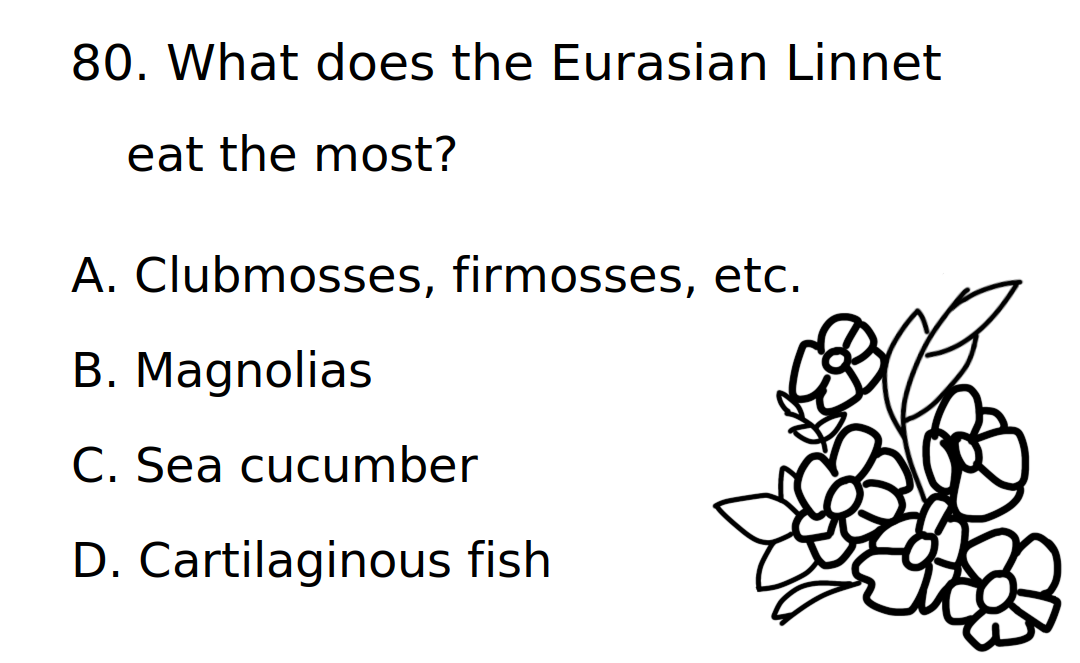 80. What does the Eurasian Linnet
eat the most?
A. Clubmosses, firmosses, etc.
B. Magnolias
C. Sea cucumber
D. Cartilaginous fish